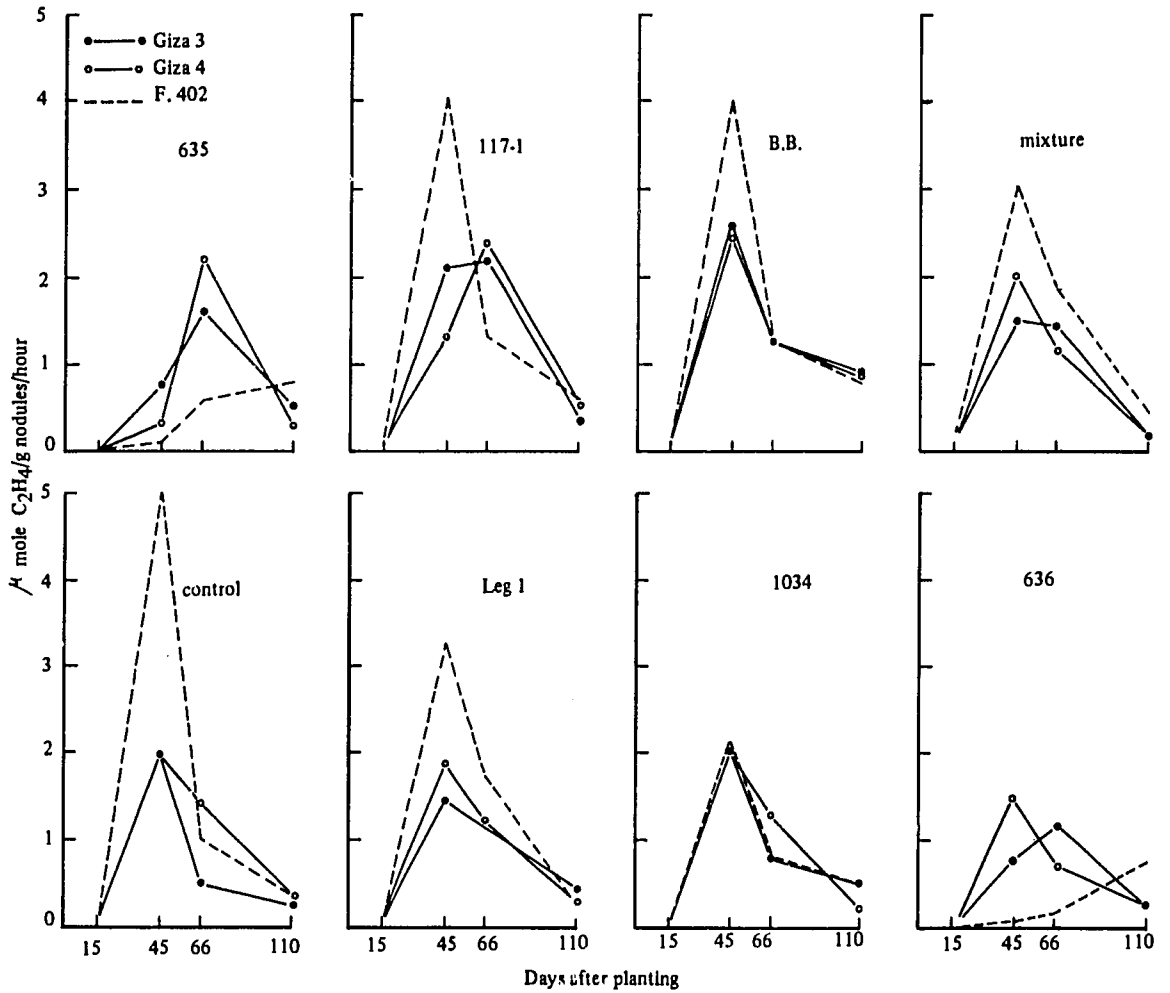 5
4
3
2
1
0
Giza 3
Giza 4
F. 402
635
117-1
B.B.
mixture
μ mole C2H4/g nodules/hour
5
4
3
2
1
0
control
Leg 1
1034
636
15 45 66 110
15 45 66 110
15 45 66 110
15 45 66 110
Days after planting